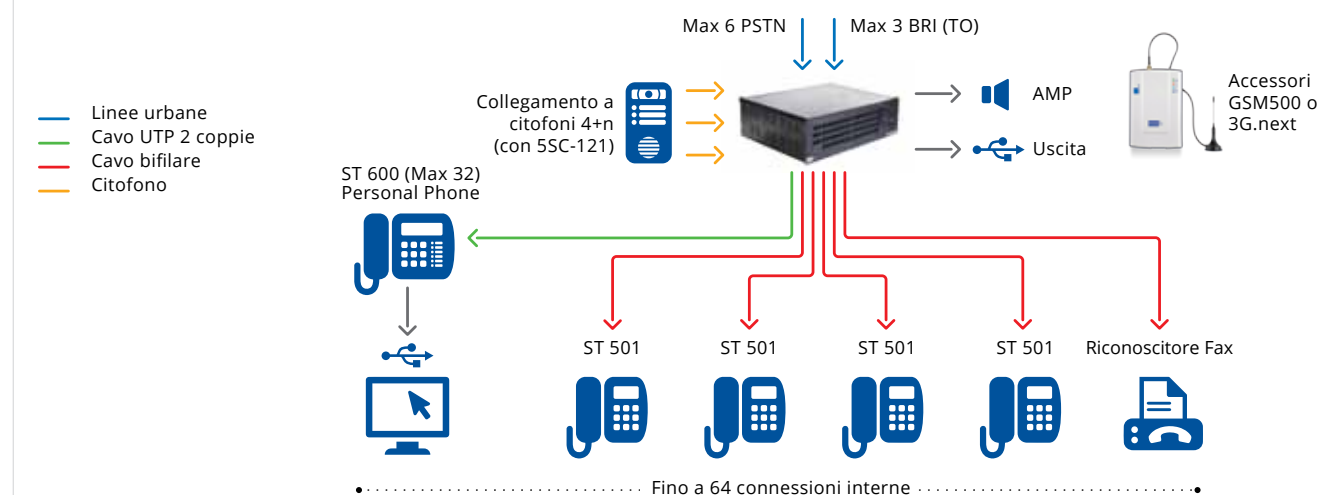 Max 6 PSTN
Max 3 BRI (TO)
Linee urbane
Cavo UTP 2 coppie
Cavo bifilare
Citofono
Collegamento a
citofoni 4+n
(con 5SC-121)
AMP
Uscita
Accessori
GSM500 o
3G.next
ST 600 (Max 32)
Personal Phone
ST 501
ST 501
ST 501
ST 501
Riconoscitore Fax
Fino a 64 connessioni interne